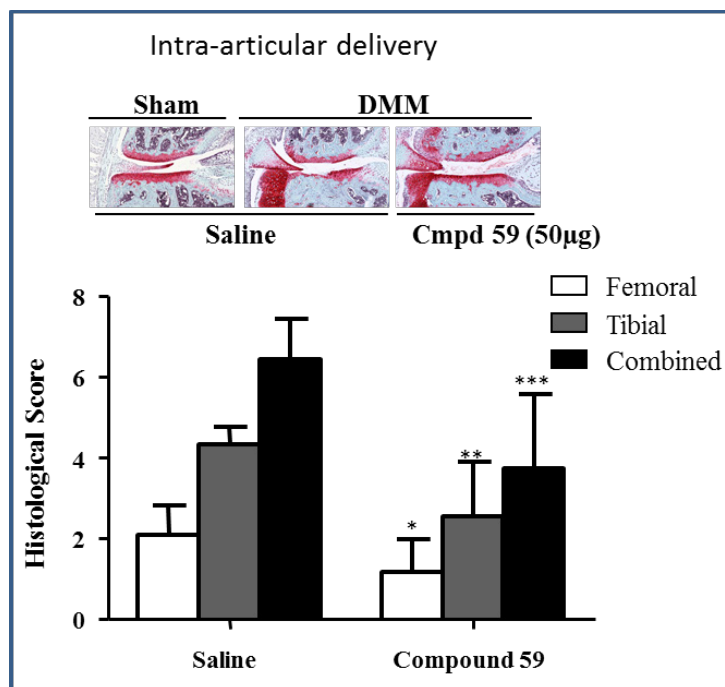 Intra-articular delivery
Sham DMM
Saline Cmpd 59 (50µg)
Femoral
Tibial
Combined
Histological Score
8
6
4
2
0
* ** ***
Saline Compound 59